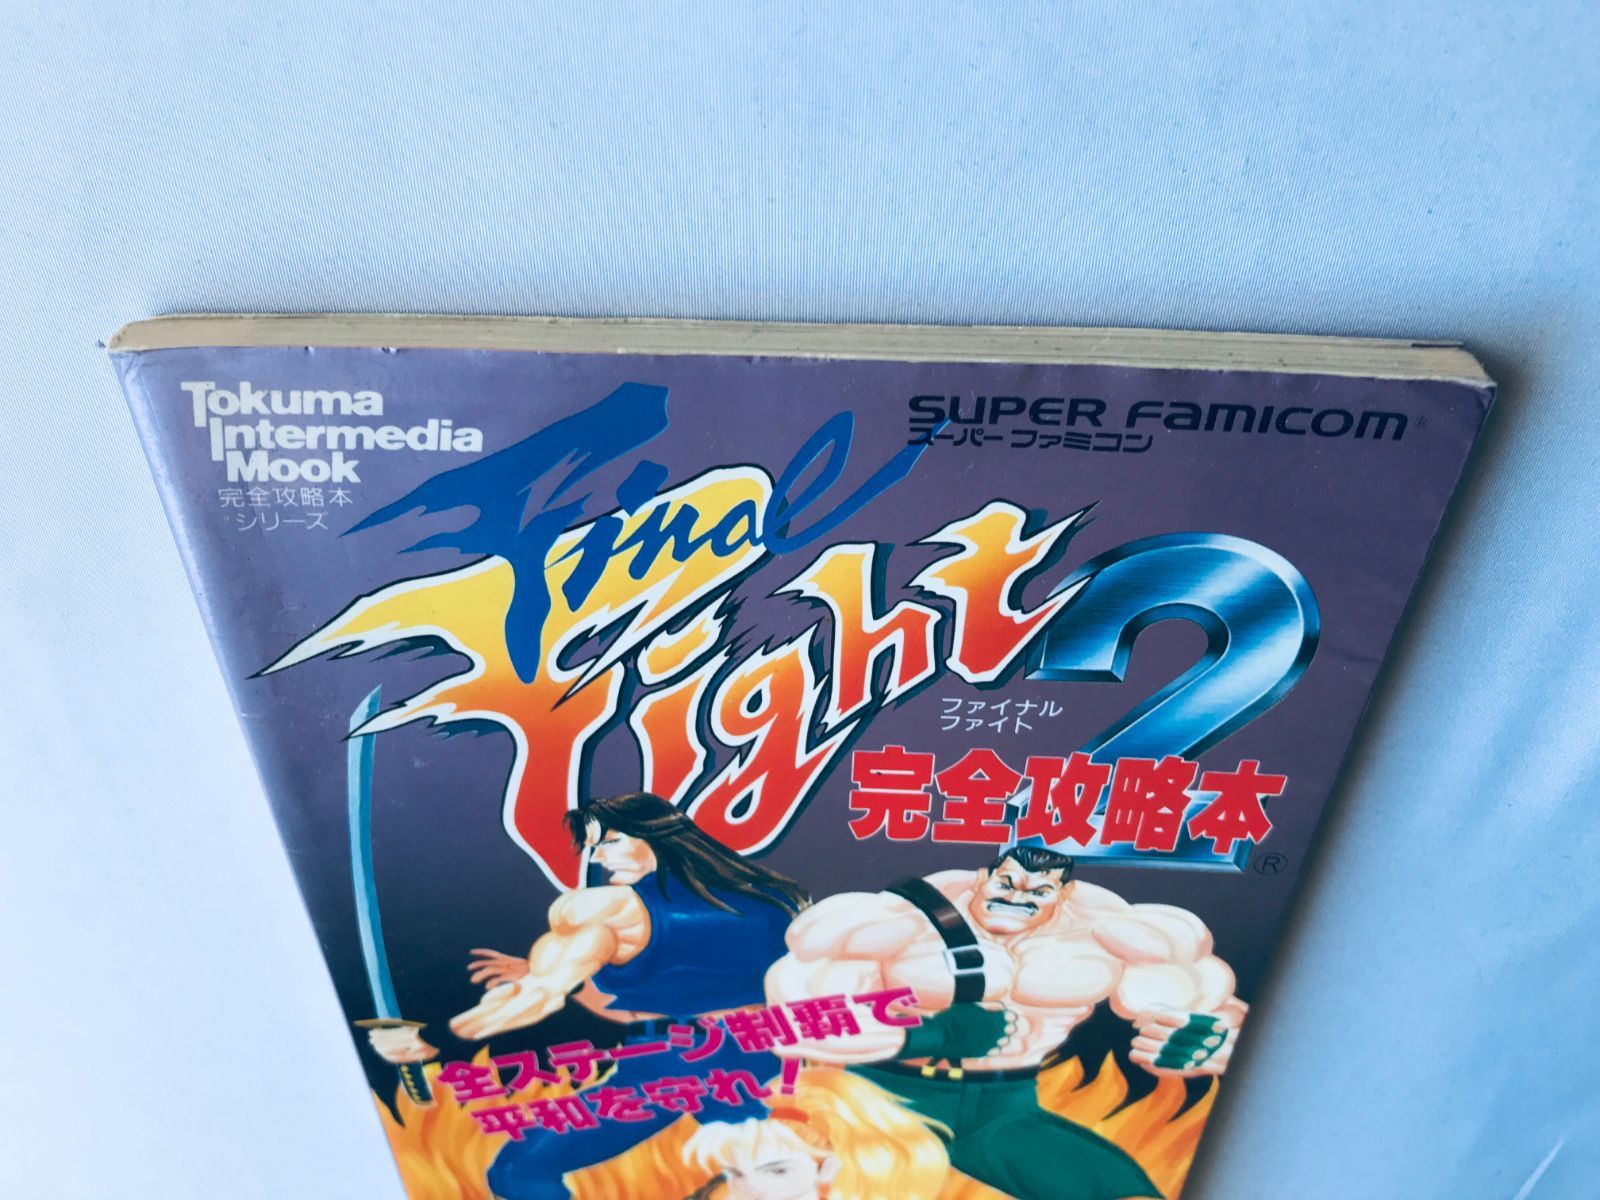 Tokuma
Intermedia
Mook
完全攻略本
シリーズ
SUPER FAMICOM®
スーパーファミコン
Final
Fight 2
ファイナル
ファイト
完全攻略本
®
全ステージ制覇で
平和を守れ!